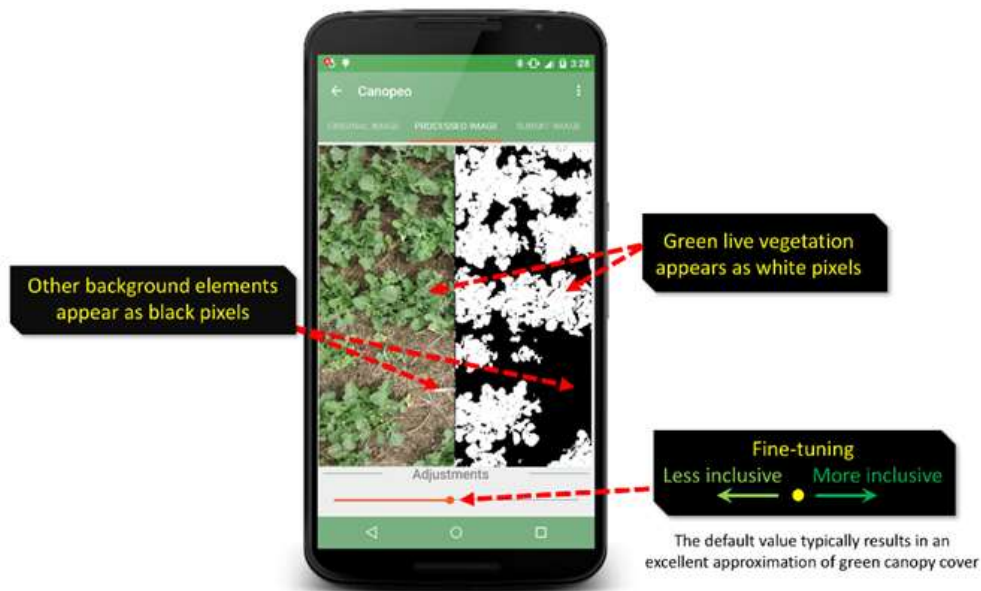 3:28
Canopeo
ORIGINAL IMAGE PROCESSED IMAGE SUBMIT IMAGE
Green live vegetation
appears as white pixels
Other background elements
appear as black pixels
Adjustments
Fine-tuning
Less inclusive More inclusive
The default value typically results in an
excellent approximation of green canopy cover